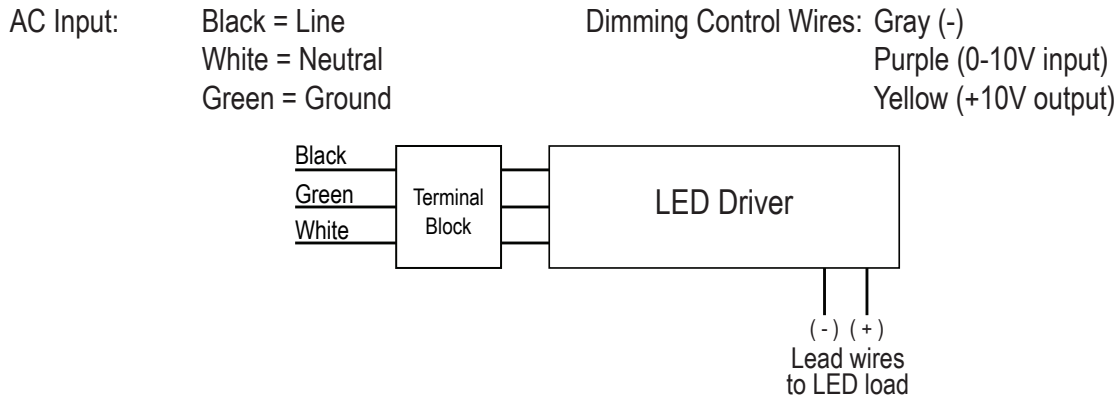 AC Input: Black = Line
White = Neutral
Green = Ground
Dimming Control Wires: Gray (-)
Purple (0-10V input)
Yellow (+10V output)
Black
Green
White
Terminal
Block
LED Driver
( - ) ( + )
Lead wires
to LED load